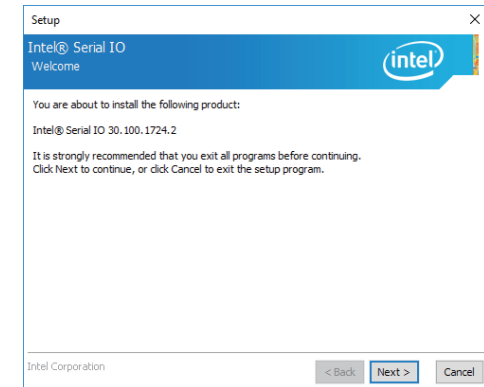 Setup
Intel® Serial IO
Welcome
intel
You are about to install the following product:
Intel® Serial IO 30.100.1724.2
It is strongly recommended that you exit all programs before continuing.
Click Next to continue, or click Cancel to exit the setup program.
Intel Corporation
< Back Next > Cancel